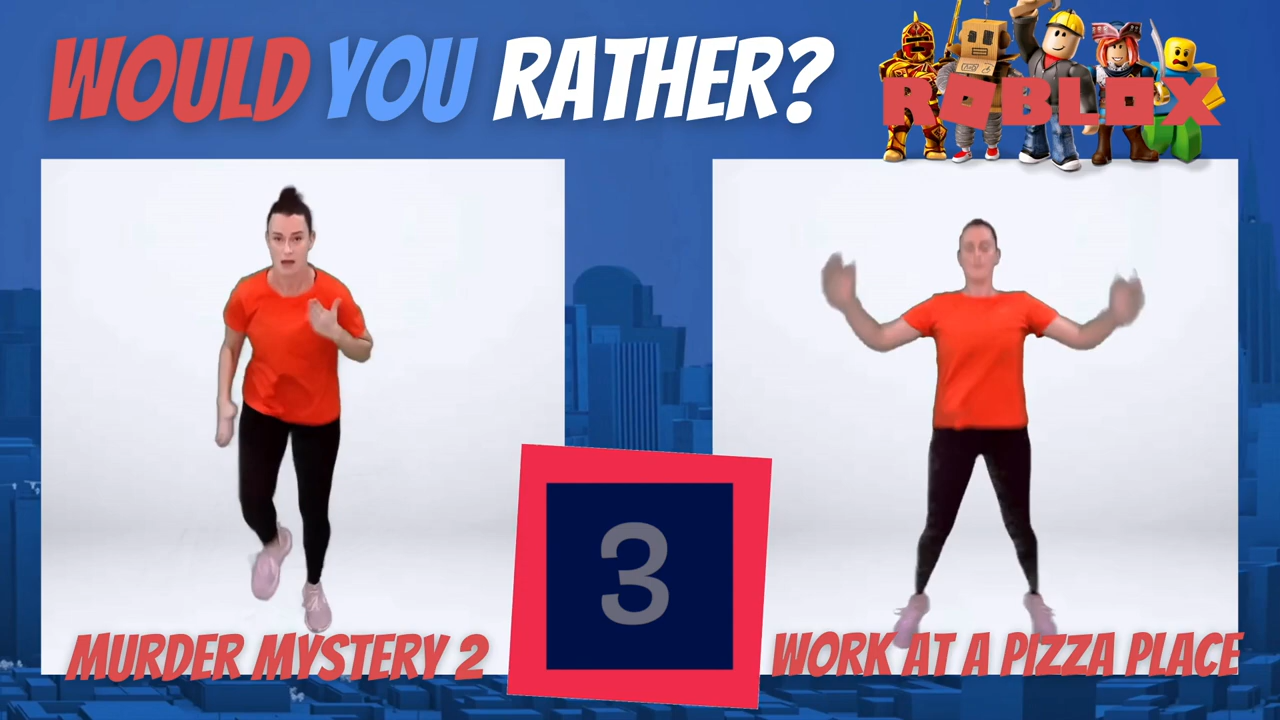 WOULD YOU RATHER?
ROBLOX
3
MURDER MYSTERY 2
WORK AT A PIZZA PLACE